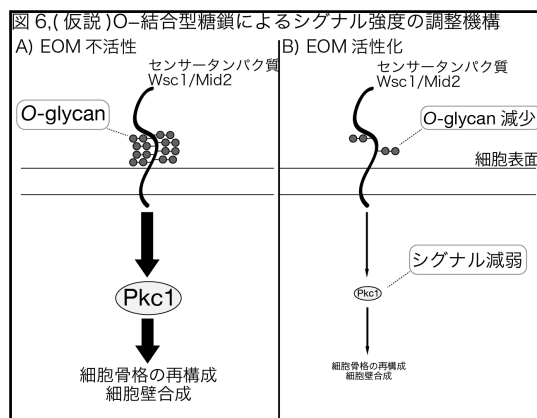 図 6,( 仮説 )O–結合型糖鎖によるシグナル強度の調整機構
A) EOM 不活性
センサータンパク質
Wsc1/Mid2
O-glycan
Pkc1
細胞骨格の再構成
細胞壁合成
B) EOM 活性化
センサータンパク質
Wsc1/Mid2
O-glycan 減少
細胞表面
シグナル減弱
Pkc1
細胞骨格の再構成
細胞壁合成